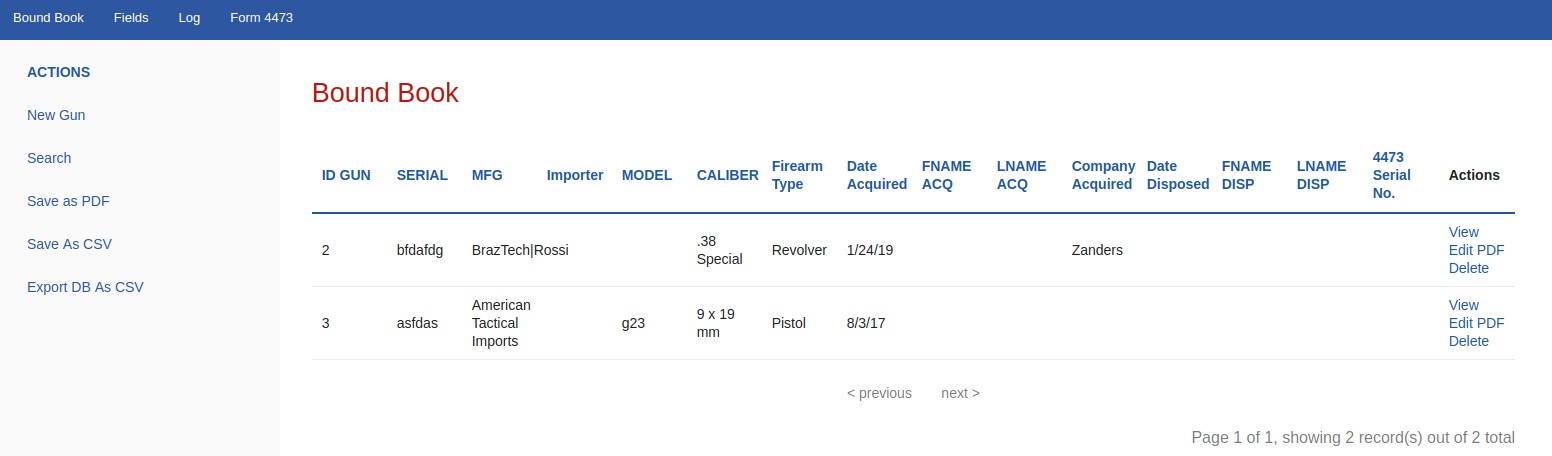 Bound Book Fields Log Form 4473
ACTIONS
New Gun
Search
Save as PDF
Save As CSV
Export DB As CSV
Bound Book
ID GUN SERIAL MFG Importer MODEL CALIBER Firearm Type Date Acquired FNAME ACQ LNAME ACQ Company Acquired Date Disposed FNAME DISP LNAME DISP 4473 Serial No. Actions
2 bfdafdg BrazTech|Rossi .38 Special Revolver 1/24/19 Zanders View Edit PDF Delete
3 asfdas American Tactical Imports g23 9 x 19 mm Pistol 8/3/17 View Edit PDF Delete
< previous next >
Page 1 of 1, showing 2 record(s) out of 2 total